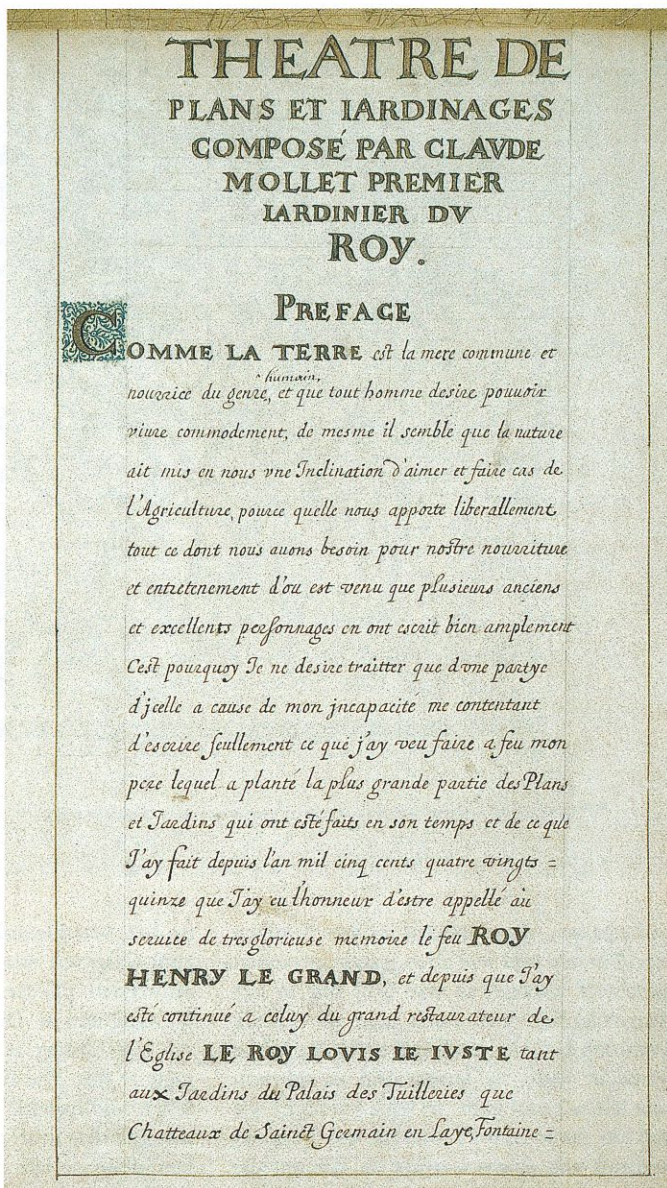 THEATRE DE
PLANS ET IARDINAGES
COMPOSÉ PAR CLAVDE
MOLLET PREMIER
IARDINIER DV
ROY.
PREFACE
COMME LA TERRE est la mere commune et
humain,
nourrice du genre, et que tout homme desire pouuoir
viure commodement, de mesme il semble que la nature
ait mis en nous vne Inclination d'aimer et faire cas de
l'Agriculture, pource quelle nous apporte liberallement
tout ce dont nous auons besoin pour nostre nourriture
et entretenement d'ou est venu que plusieurs anciens
et excellents personnages en ont escrit bien amplement
Cest pourquoy Je ne desire traitter que dvne partye
d'jcelle a cause de mon jncapacité me contentant
d'escrire seullement ce que j'ay veu faire a feu mon
pere lequel a planté la plus grande partie des Plans
et Jardins qui ont esté faits en son temps et de ce que
J'ay fait depuis l'an mil cinq cents quatre vingts =
quinze que J'ay eu l'honneur d'estre appellé au
seruice de tresglorieuse memoire le feu ROY
HENRY LE GRAND, et depuis que J'ay
esté continué a celuy du grand restaurateur de
l'Eglise LE ROY LOVIS LE IVSTE tant
aux Jardins du Palais des Tuilleries que
Chatteaux de Sainct Germain en Laye, Fontaine =